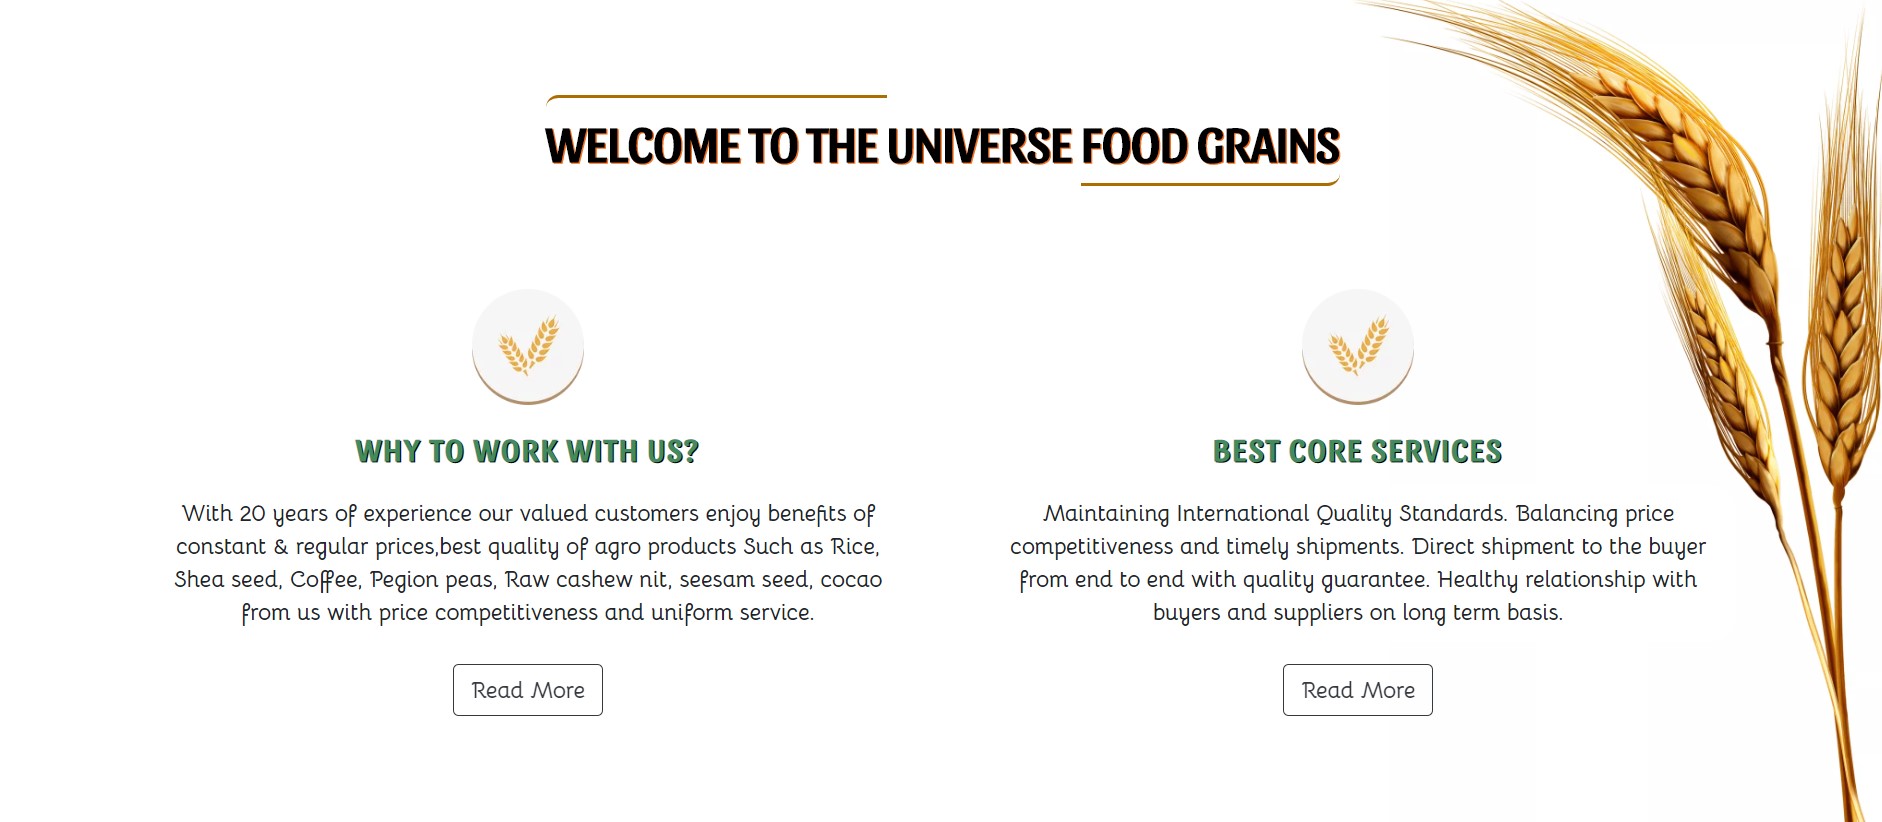 WELCOME TO THE UNIVERSE FOOD GRAINS
WHY TO WORK WITH US?
With 20 years of experience our valued customers enjoy benefits of
constant & regular prices,best quality of agro products Such as Rice,
Shea seed, Coffee, Pegion peas, Raw cashew nit, seesam seed, cocao
from us with price competitiveness and uniform service.
Read More
BEST CORE SERVICES
Maintaining International Quality Standards. Balancing price
competitiveness and timely shipments. Direct shipment to the buyer
from end to end with quality guarantee. Healthy relationship with
buyers and suppliers on long term basis.
Read More